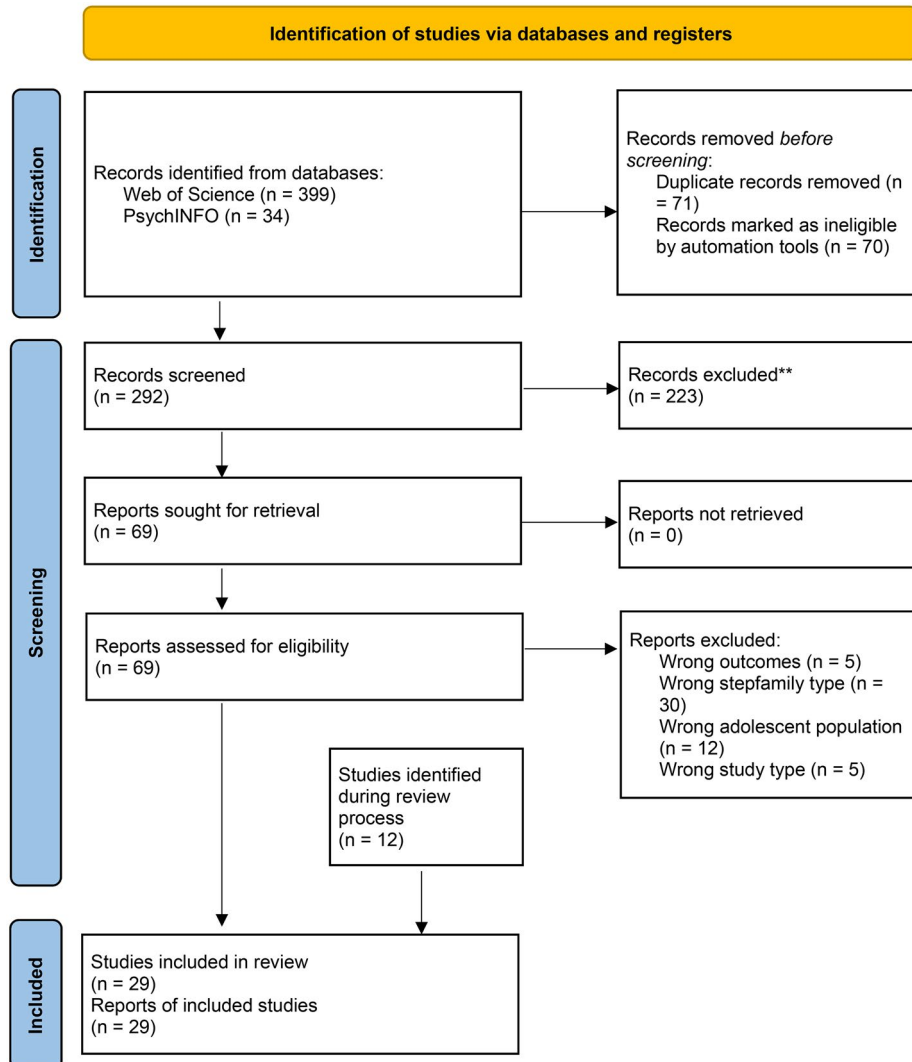 Identification of studies via databases and registers
Identification
Records identified from databases:
Web of Science (n = 399)
PsychINFO (n = 34)
Records removed before
screening:
Duplicate records removed (n
= 71)
Records marked as ineligible
by automation tools (n = 70)
Screening
Records screened
(n = 292)
Records excluded**
(n = 223)
Reports sought for retrieval
(n = 69)
Reports not retrieved
(n = 0)
Reports assessed for eligibility
(n = 69)
Reports excluded:
Wrong outcomes (n = 5)
Wrong stepfamily type (n =
30)
Wrong adolescent population
(n = 12)
Wrong study type (n = 5)
Studies identified
during review
process
(n = 12)
Included
Studies included in review
(n = 29)
Reports of included studies
(n = 29)